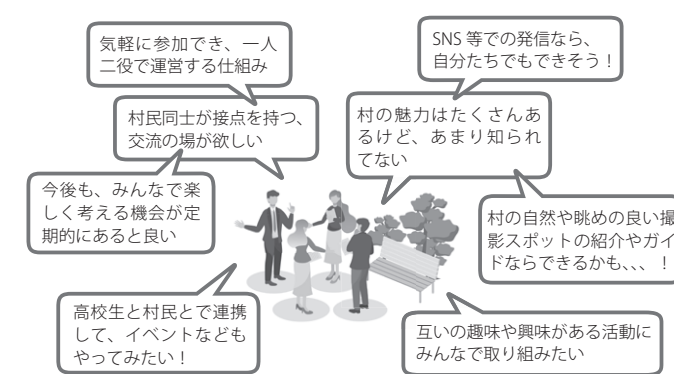 気軽に参加でき、一人
二役で運営する仕組み
SNS 等での発信なら、
自分たちでもできそう！
村民同士が接点を持つ、
交流の場が欲しい
村の魅力はたくさんあ
るけど、あまり知られ
てない
今後も、みんなで楽
しく考える機会が定
期的にあると良い
村の自然や眺めの良い撮
影スポットの紹介やガイ
ドならできるかも、、、！
高校生と村民とで連携
して、イベントなども
やってみたい！
互いの趣味や興味がある活動に
みんなで取り組みたい